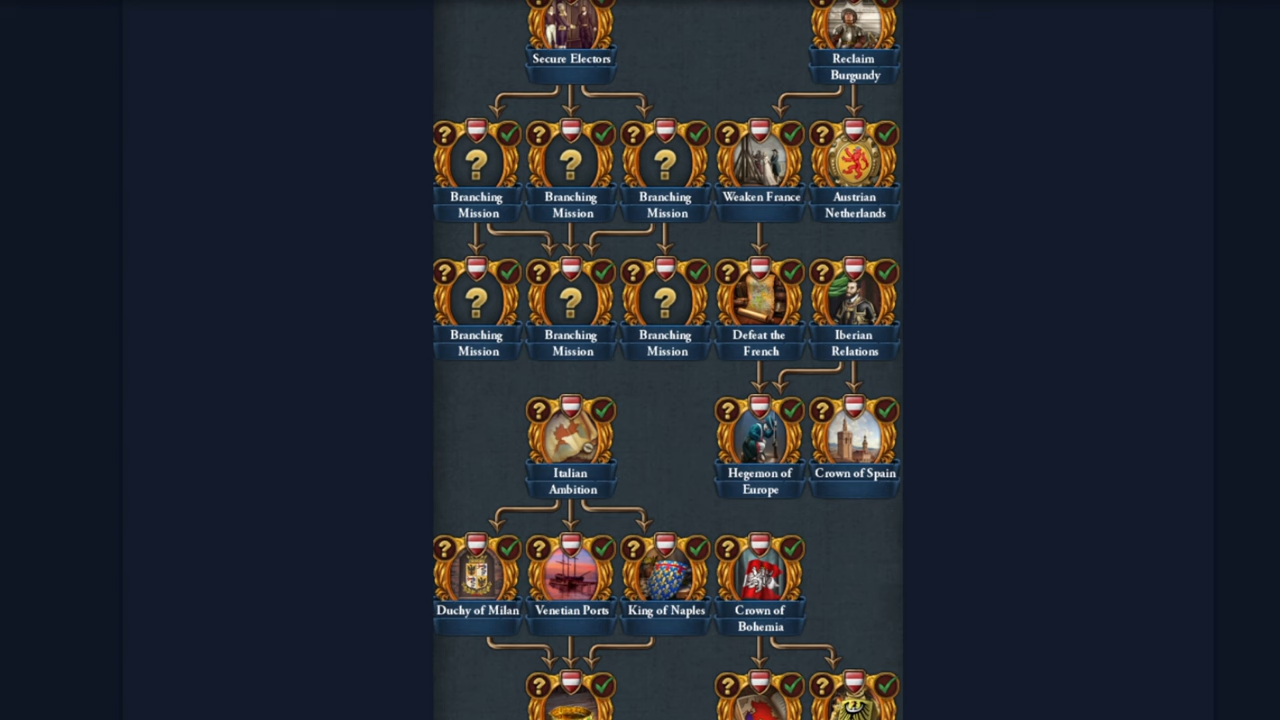 Secure Electors
Reclaim
Burgundy
Branching
Mission
Branching
Mission
Branching
Mission
Weaken France
Austrian
Netherlands
Branching
Mission
Branching
Mission
Branching
Mission
Defeat the
French
Iberian
Relations
Italian
Ambition
Hegemon of
Europe
Crown of Spain
Duchy of Milan
Venetian Ports
King of Naples
Crown of
Bohemia